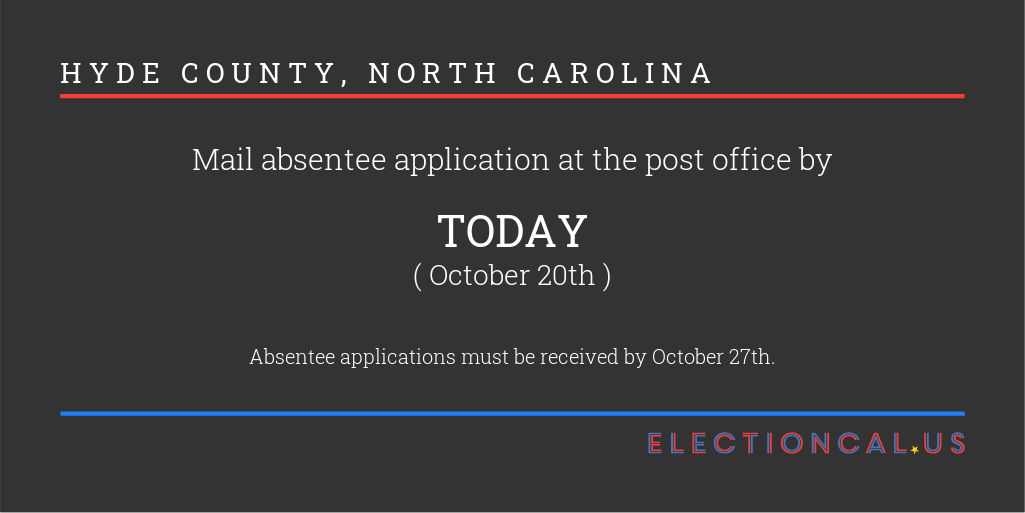 HYDE COUNTY, NORTH CAROLINA
Mail absentee application at the post office by
TODAY
( October 20th )
Absentee applications must be received by October 27th.
ELECTIONCAL.US